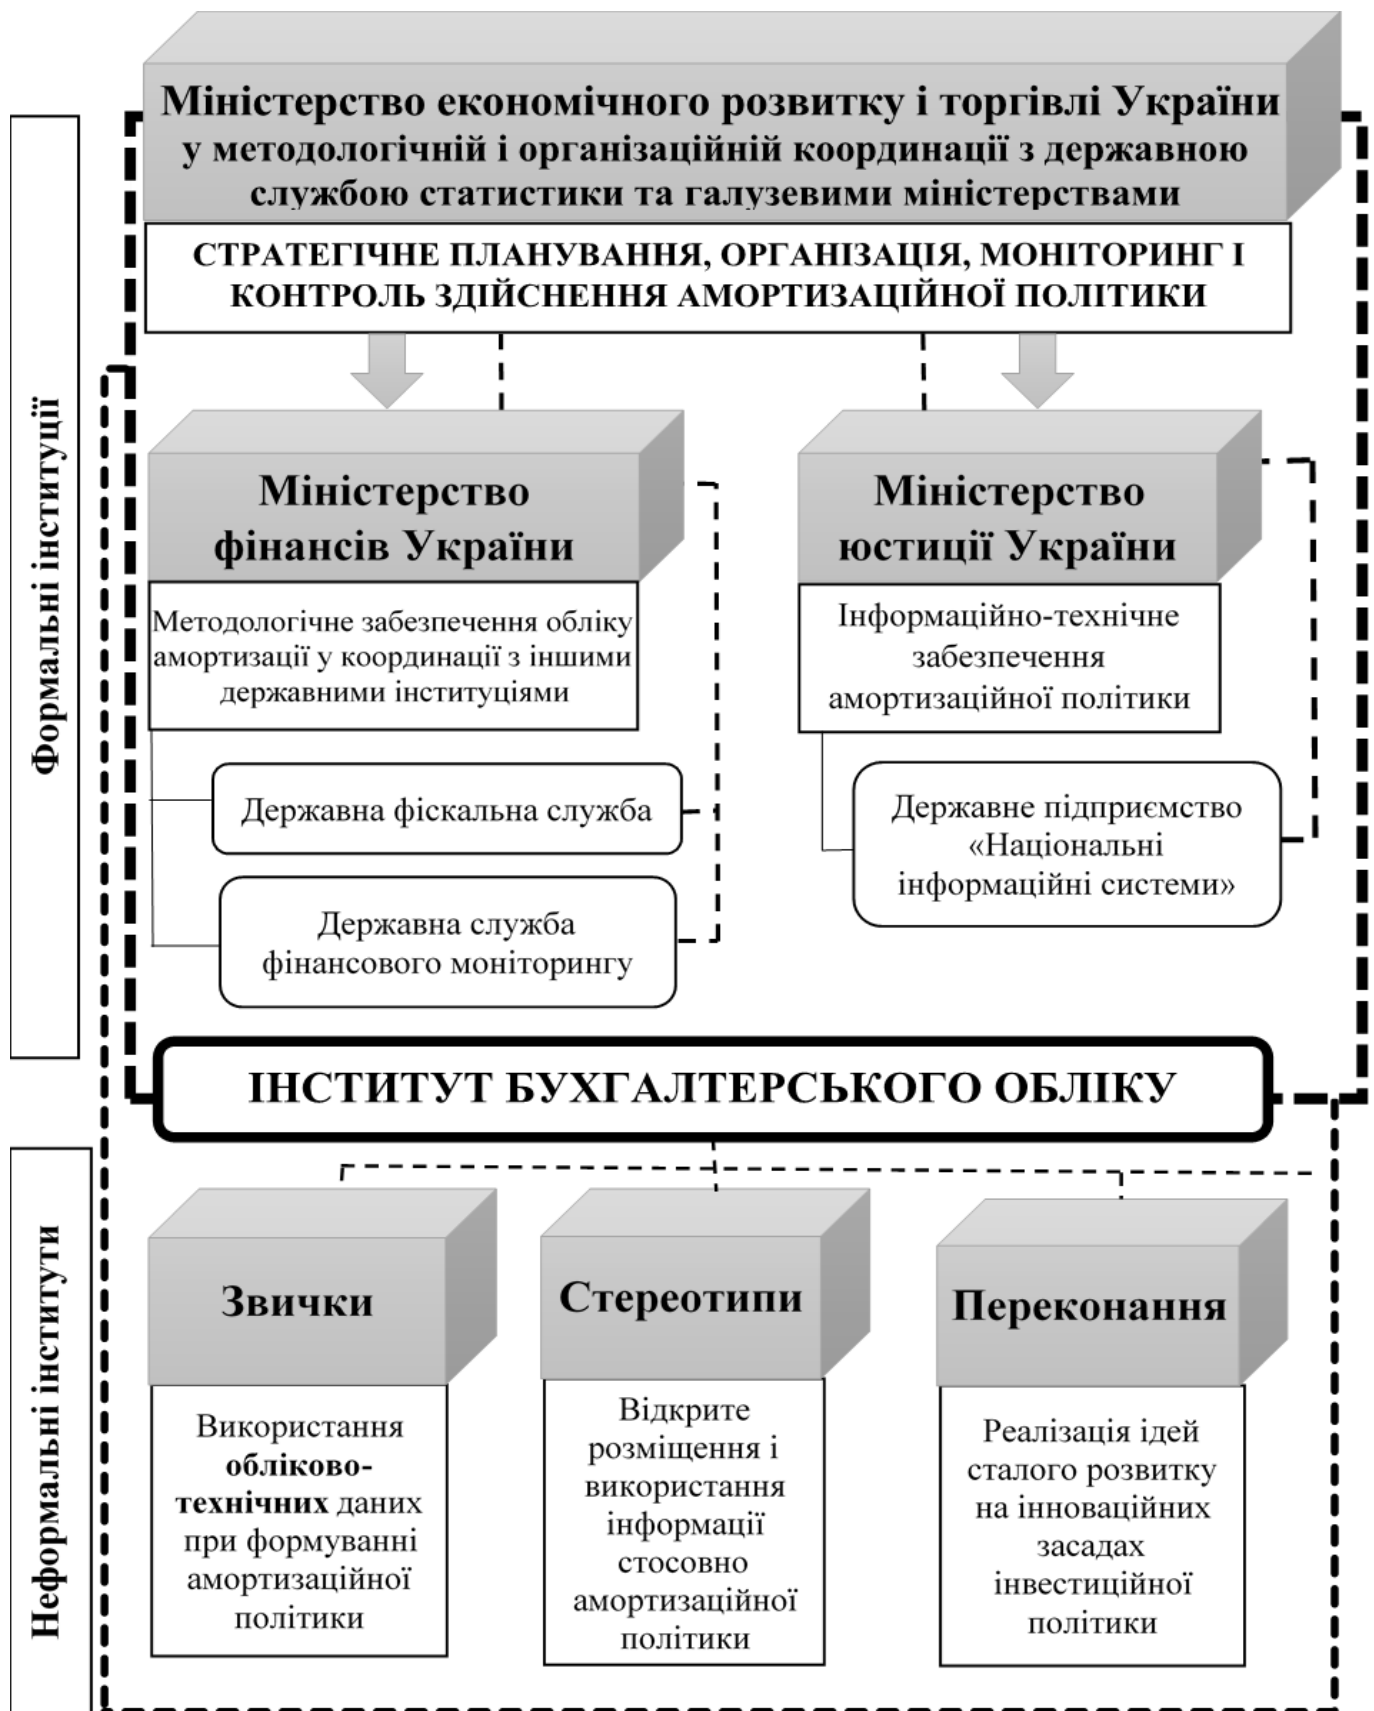 Міністерство економічного розвитку і торгівлі України
у методологічній і організаційній координації з державною
службою статистики та галузевими міністерствами
СТРАТЕГІЧНЕ ПЛАНУВАННЯ, ОРГАНІЗАЦІЯ, МОНІТОРИНГ І
КОНТРОЛЬ ЗДІЙСНЕННЯ АМОРТИЗАЦІЙНОЇ ПОЛІТИКИ
Формальні інституції
Міністерство
фінансів України
Методологічне забезпечення обліку
амортизації у координації з іншими
державними інституціями
Державна фіскальна служба
Державна служба
фінансового моніторингу
Міністерство
юстиції України
Інформаційно-технічне
забезпечення
амортизаційної політики
Державне підприємство
«Національні
інформаційні системи»
ІНСТИТУТ БУХГАЛТЕРСЬКОГО ОБЛІКУ
Неформальні інститути
Звички
Використання
обліково-
технічних даних
при формуванні
амортизаційної
політики
Стереотипи
Відкрите
розміщення і
використання
інформації
стосовно
амортизаційної
політики
Переконання
Реалізація ідей
сталого розвитку
на інноваційних
засадах
інвестиційної
політики